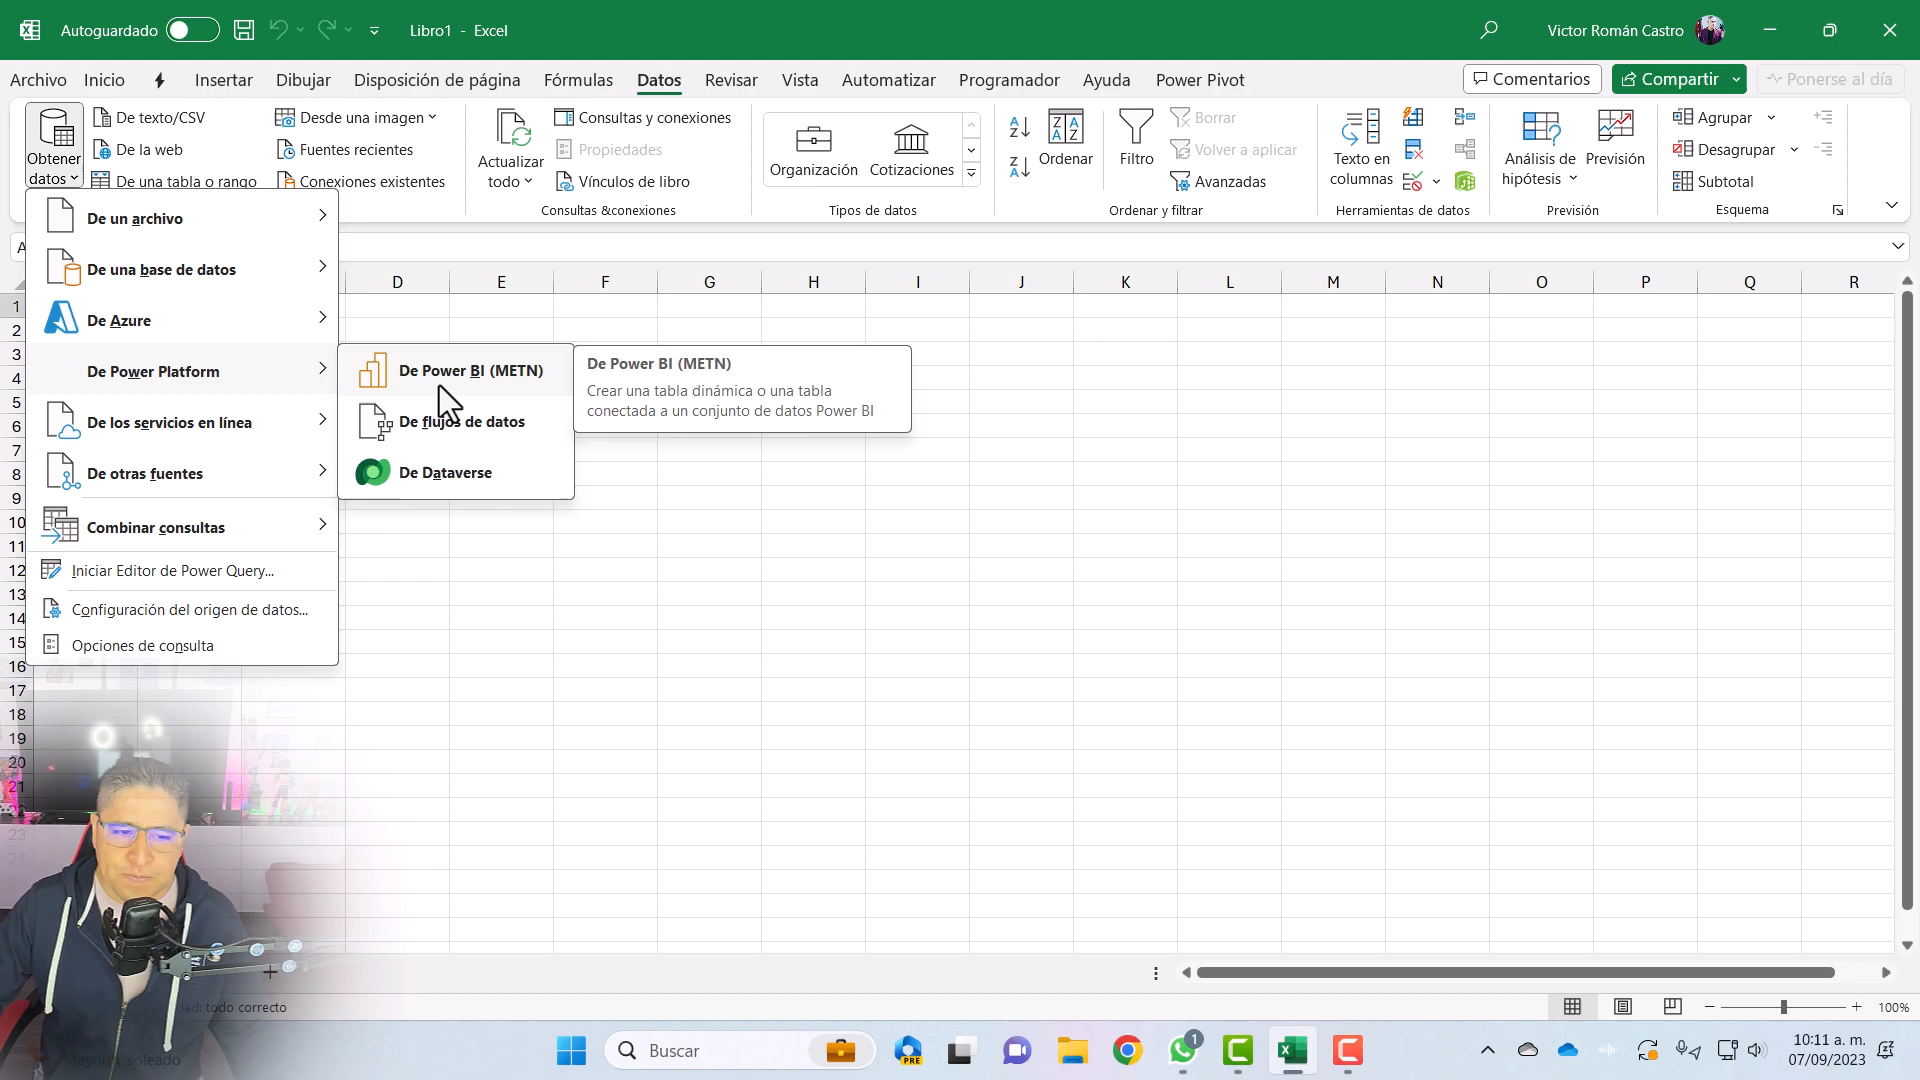 Autoguardado
Libro1 - Excel
Victor Román Castro
Archivo Inicio Insertar Dibujar Disposición de página Fórmulas Datos Revisar Vista Automatizar Programador Ayuda Power Pivot
Comentarios
Compartir
Ponerse al día
Obtener
datos
De texto/CSV
De la web
De una tabla o rango
Desde una imagen
Fuentes recientes
Conexiones existentes
Actualizar
todo
Consultas y conexiones
Propiedades
Vínculos de libro
Consultas &conexiones
Organización
Cotizaciones
Tipos de datos
Ordenar
Filtro
Borrar
Volver a aplicar
Avanzadas
Ordenar y filtrar
Texto en
columnas
Herramientas de datos
Análisis de
hipótesis
Previsión
Previsión
Agrupar
Desagrupar
Subtotal
Esquema
De un archivo
De una base de datos
De Azure
De Power Platform
De los servicios en línea
De otras fuentes
Combinar consultas
Iniciar Editor de Power Query...
Configuración del origen de datos...
Opciones de consulta
De Power BI (METN)
De flujos de datos
De Dataverse
De Power BI (METN)
Crear una tabla dinámica o una tabla
conectada a un conjunto de datos Power BI
D E F G H I J K L M N O P Q R
1
2
3
4
5
6
7
8
9
10
11
12
13
14
15
16
17
18
19
20
21
23
24
todo correcto
100%
soleado
Buscar
PRE
1
10:11 a. m.
07/09/2023